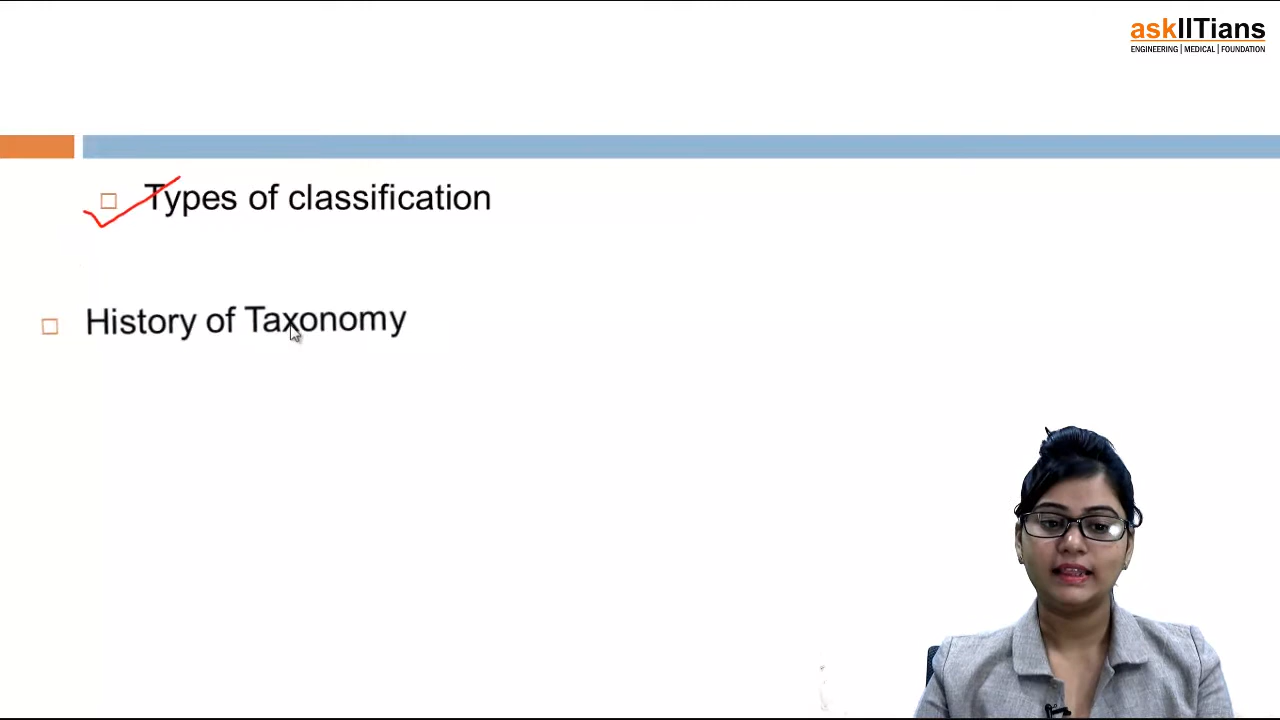 askIITians
ENGINEERING | MEDICAL | FOUNDATION
Types of classification
History of Taxonomy